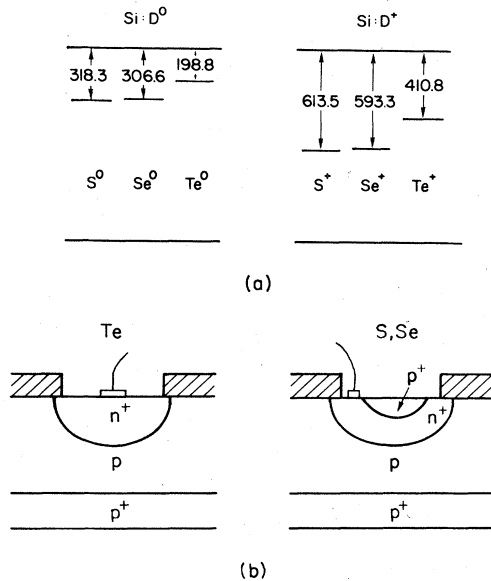 Si:D⁰
318.3
306.6
198.8
S⁰
Se⁰
Te⁰
Si:D⁺
613.5
593.3
410.8
S⁺
Se⁺
Te⁺
(a)
Te
n⁺
p
p⁺
S,Se
p⁺
n⁺
p
p⁺
(b)